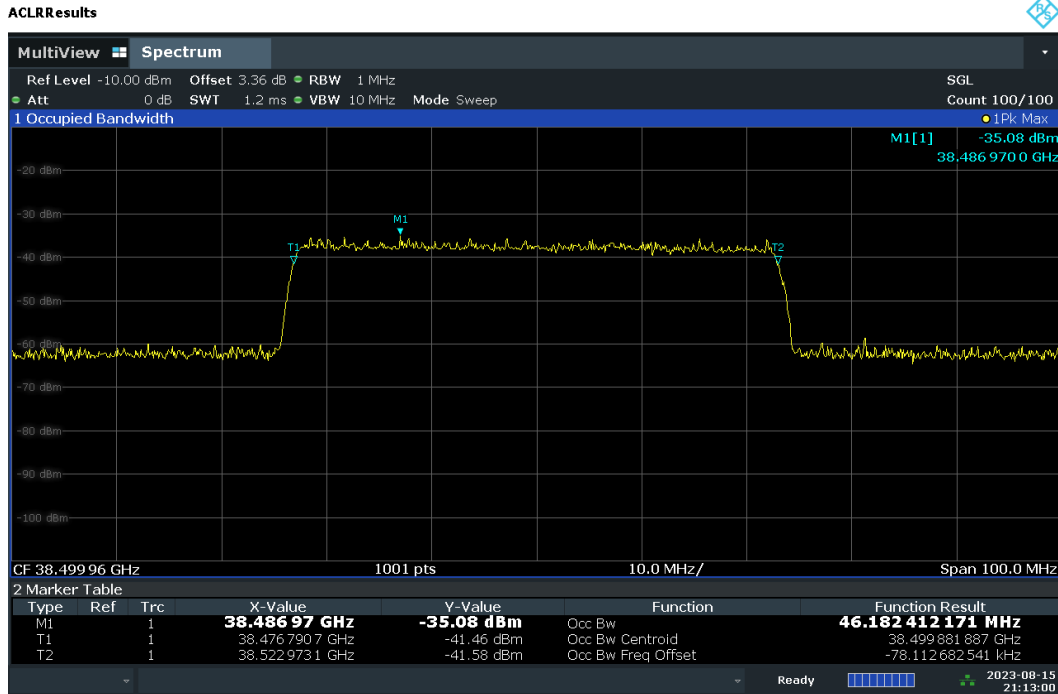 ACLRResults
R&S
MultiView Spectrum
Ref Level -10.00 dBm Offset 3.36 dB RBW 1 MHz SGL
Att 0 dB SWT 1.2 ms VBW 10 MHz Mode Sweep Count 100/100
1 Occupied Bandwidth 1Pk Max
M1[1] -35.08 dBm
38.486 970 0 GHz
-20 dBm
-30 dBm
M1
T1 T2
-40 dBm
-50 dBm
-60 dBm
-70 dBm
-80 dBm
-90 dBm
-100 dBm
CF 38.499 96 GHz 1001 pts 10.0 MHz/ Span 100.0 MHz
2 Marker Table
Type Ref Trc X-Value Y-Value Function Function Result
M1 1 38.486 97 GHz -35.08 dBm Occ Bw 46.182 412 171 MHz
T1 1 38.476 790 7 GHz -41.46 dBm Occ Bw Centroid 38.499 881 887 GHz
T2 1 38.522 973 1 GHz -41.58 dBm Occ Bw Freq Offset -78.112 682 541 kHz
Ready 2023-08-15
21:13:00